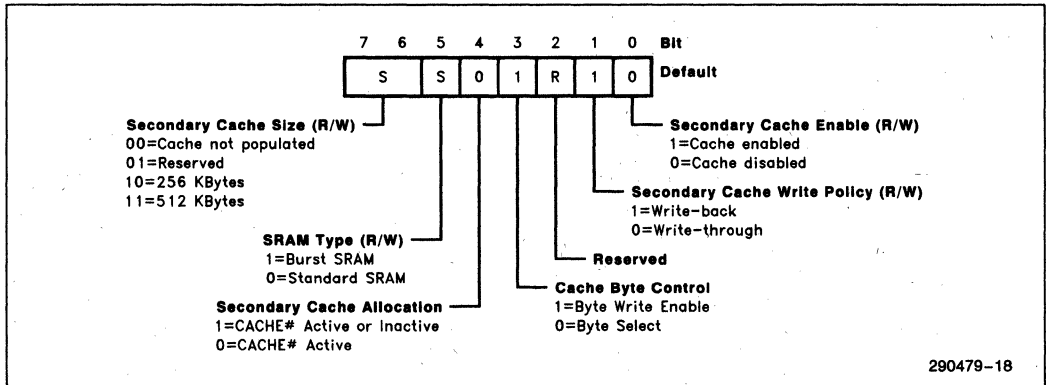 7 6 5 4 3 2 1 0 Bit
S S 0 1 R 1 0 Default
Secondary Cache Size (R/W)
00=Cache not populated
01=Reserved
10=256 KBytes
11=512 KBytes
SRAM Type (R/W)
1=Burst SRAM
0=Standard SRAM
Secondary Cache Allocation
1=CACHE# Active or Inactive
0=CACHE# Active
Secondary Cache Enable (R/W)
1=Cache enabled
0=Cache disabled
Secondary Cache Write Policy (R/W)
1=Write-back
0=Write-through
Reserved
Cache Byte Control
1=Byte Write Enable
0=Byte Select
290479-18